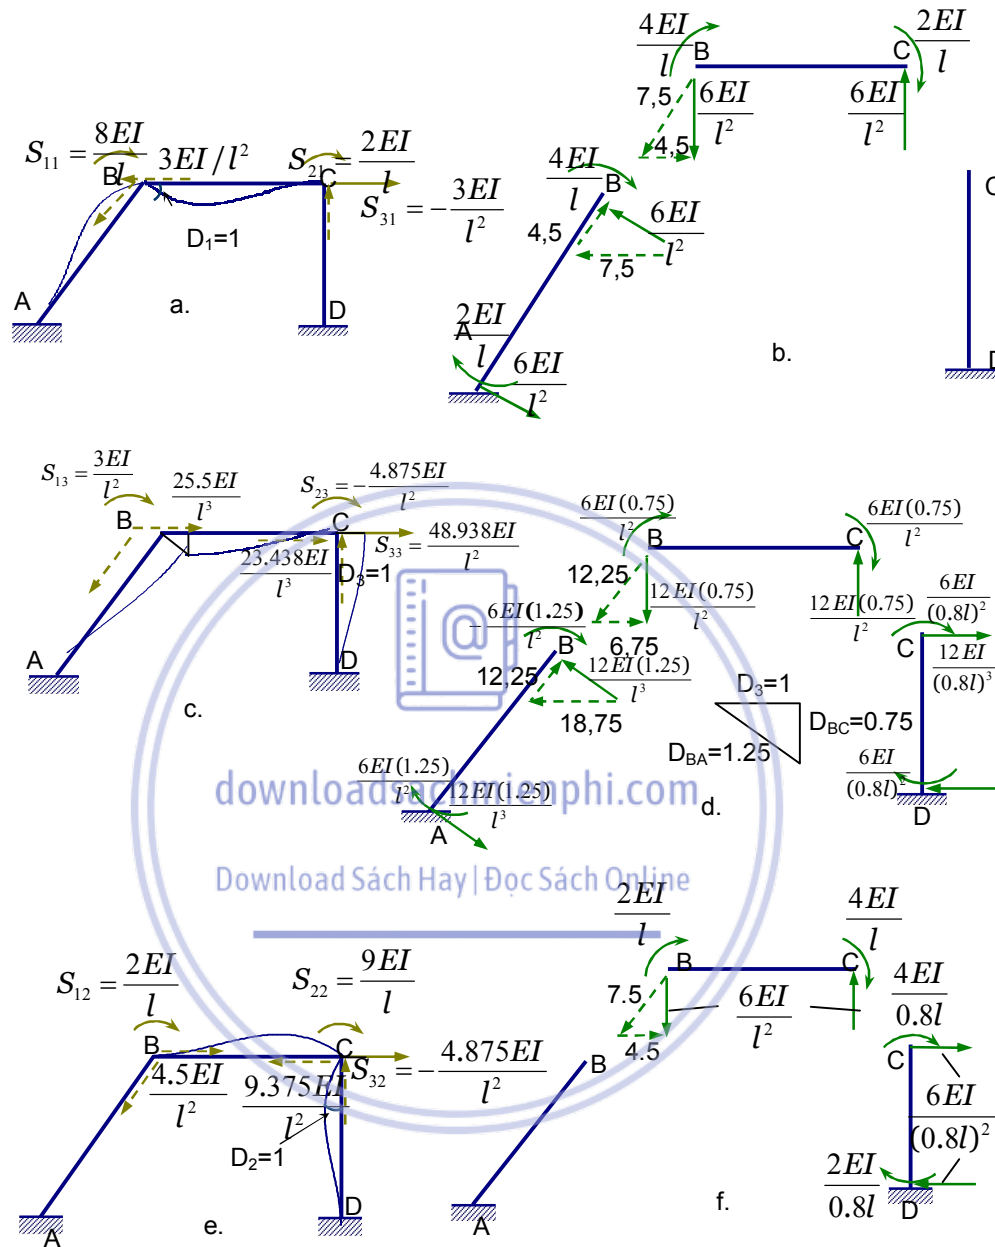 S₁₁ = 8EI/l
3EI/l²
S₂₁ = 2EI/l
S₃₁ = −3EI/l²
B
C
D₁=1
A
D
a.
4EI/l
B
C
2EI/l
7,5
6EI/l²
6EI/l²
4,5
4EI/l
B
4,5
6EI/l²
7,5
2EI/l
A
6EI/l²
b.
C
D
S₁₃ = 3EI/l²
25.5EI/l³
S₂₃ = −4.875EI/l²
B
C
S₃₃ = 48.938EI/l²
23.438EI/l³
D₃=1
A
D
c.
6EI(0.75)/l²
B
C
6EI(0.75)/l²
12,25
12EI(0.75)/l²
12EI(0.75)/l²
6,75
−6EI(1.25)/l²
B
12,25
12EI(1.25)/l³
18,75
6EI(1.25)/l²
12EI(1.25)/l³
A
D₃=1
D_BC=0.75
D_BA=1.25
6EI/(0.8l)²
C
12EI/(0.8l)³
6EI/(0.8l)²
D
d.
downloadsachmienphi.com
Download Sách Hay | Đọc Sách Online
S₁₂ = 2EI/l
S₂₂ = 9EI/l
B
C
S₃₂ = −4.875EI/l²
4.5EI/l²
9.375EI/l²
D₂=1
A
D
e.
2EI/l
B
C
4EI/l
7.5
6EI/l²
4.5
B
A
4EI/0.8l
C
6EI/(0.8l)²
2EI/0.8l
D
f.